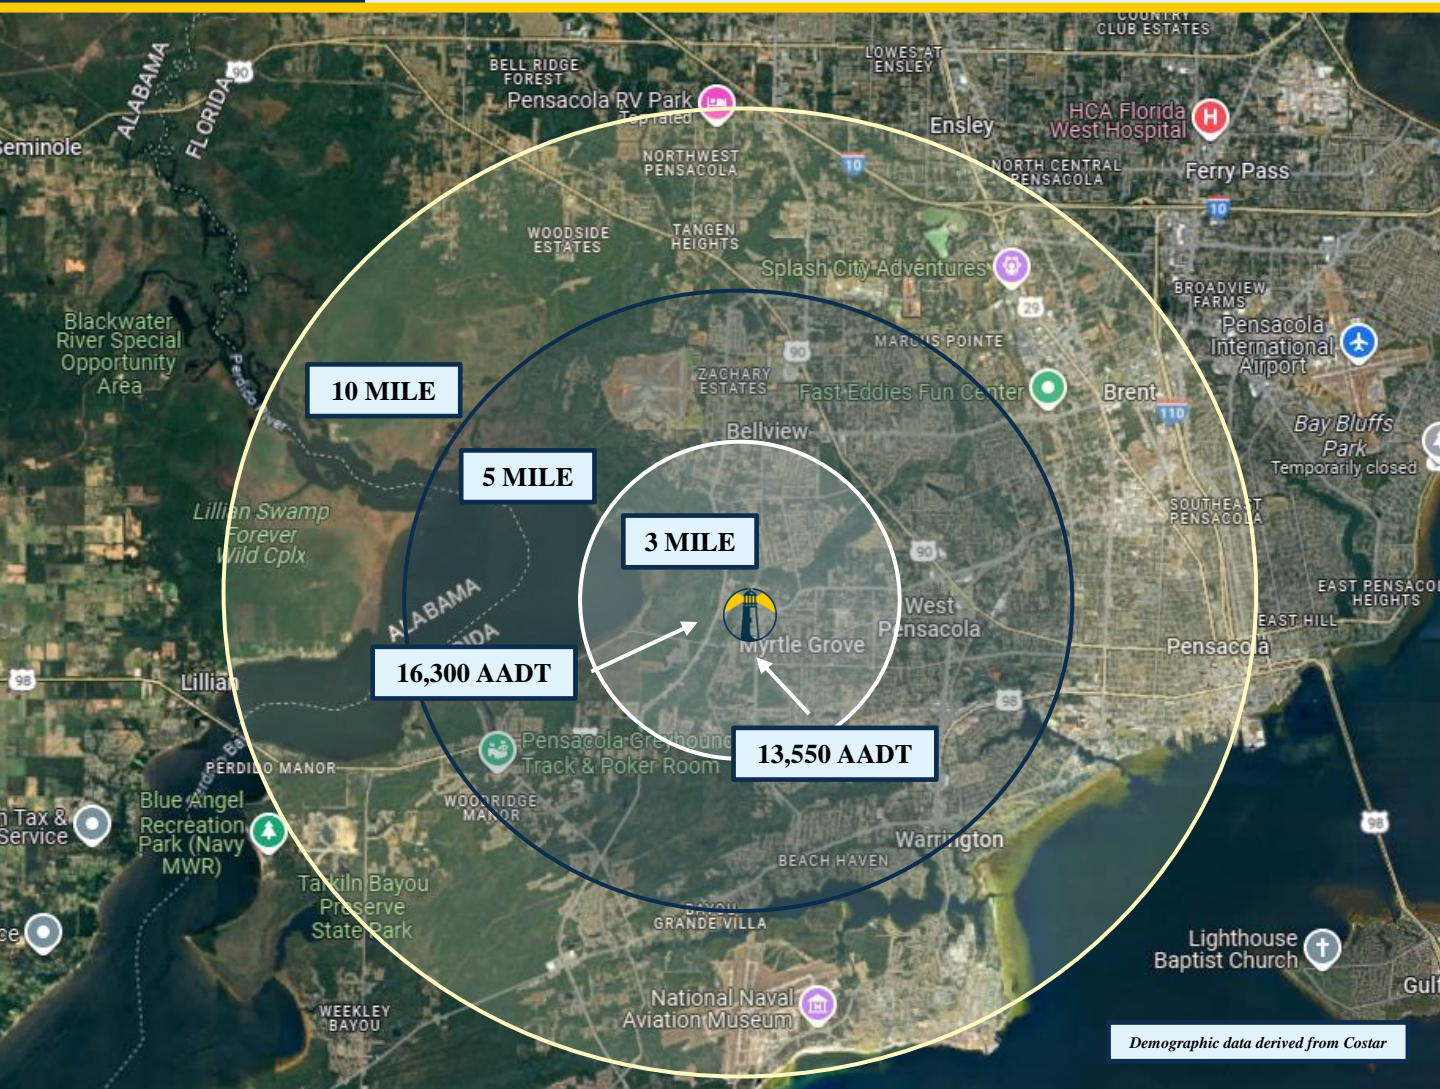 COUNTRY
CLUB ESTATES
LOWES AT
ENSLEY
ALABAMA
FLORIDA
90
BELL RIDGE
FOREST
Pensacola RV Park
Top rated
HCA Florida
West Hospital
H
Ensley
Seminole
NORTHWEST
PENSACOLA
10
NORTH CENTRAL
PENSACOLA
Ferry Pass
10
WOODSIDE
ESTATES
TANGEN
HEIGHTS
Splash City Adventures
29
BROADVIEW
FARMS
Blackwater
River Special
Opportunity
Area
Pensacola
International
Airport
MARCUS POINTE
90
Perdido River
10 MILE
ZACHARY
ESTATES
Fast Eddies Fun Center
Brent
110
Bay Bluffs
Park
Temporarily closed
Bellview
5 MILE
Lillian Swamp
Forever
Wild Cplx
SOUTHEAST
PENSACOLA
3 MILE
90
ALABAMA
RIDA
West
Pensacola
EAST PENSACOL
HEIGHTS
EAST HILL
Myrtle Grove
Pensacola
16,300 AADT
98
Lillian
98
Pensacola Greyhound
Track & Poker Room
13,550 AADT
PERDIDO MANOR
Blue Angel
Recreation
Park (Navy
MWR)
n Tax &
Service
WOODRIDGE
MANOR
98
Warrington
BEACH HAVEN
Tarkiln Bayou
Preserve
State Park
BAYOU
GRANDE VILLA
ce
Lighthouse
Baptist Church
National Naval
Aviation Museum
Gulf
WEEKLEY
BAYOU
Demographic data derived from Costar